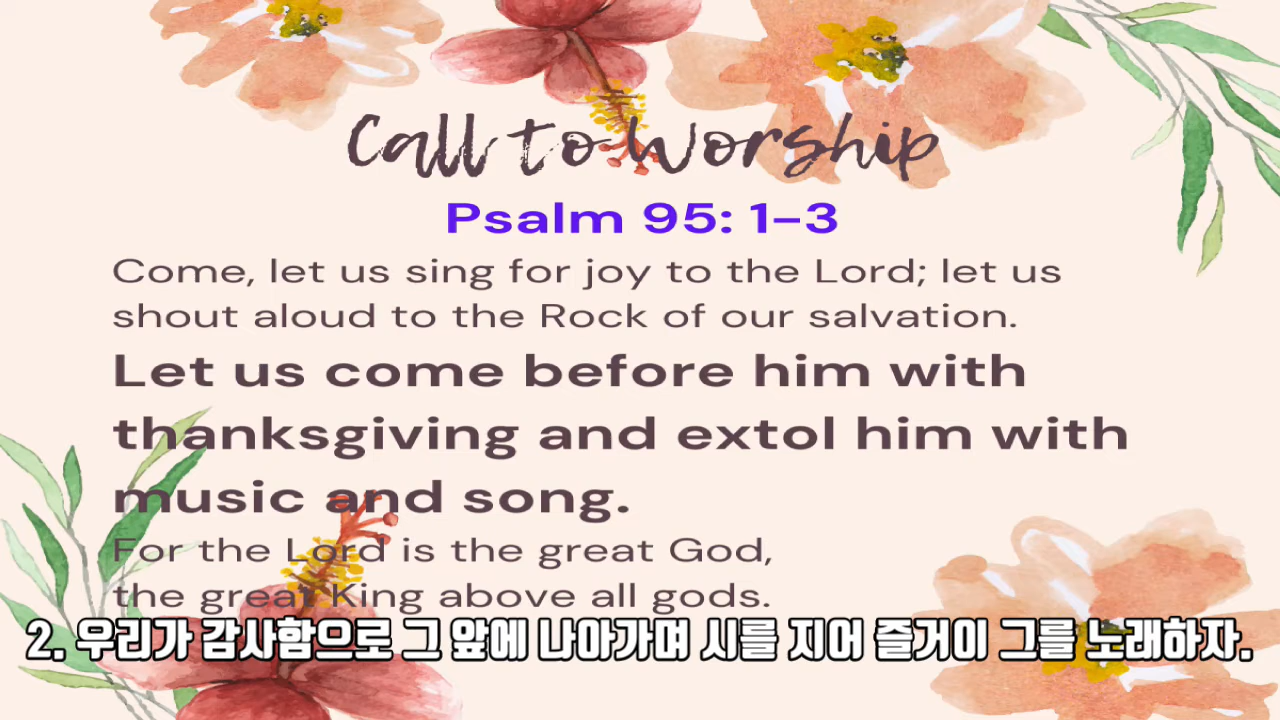 Call to Worship
Psalm 95: 1–3
Come, let us sing for joy to the Lord; let us
shout aloud to the Rock of our salvation.
Let us come before him with
thanksgiving and extol him with
music and song.
For the Lord is the great God,
the great King above all gods.
2. 우리가 감사함으로 그 앞에 나아가며 시를 지어 즐거이 그를 노래하자.